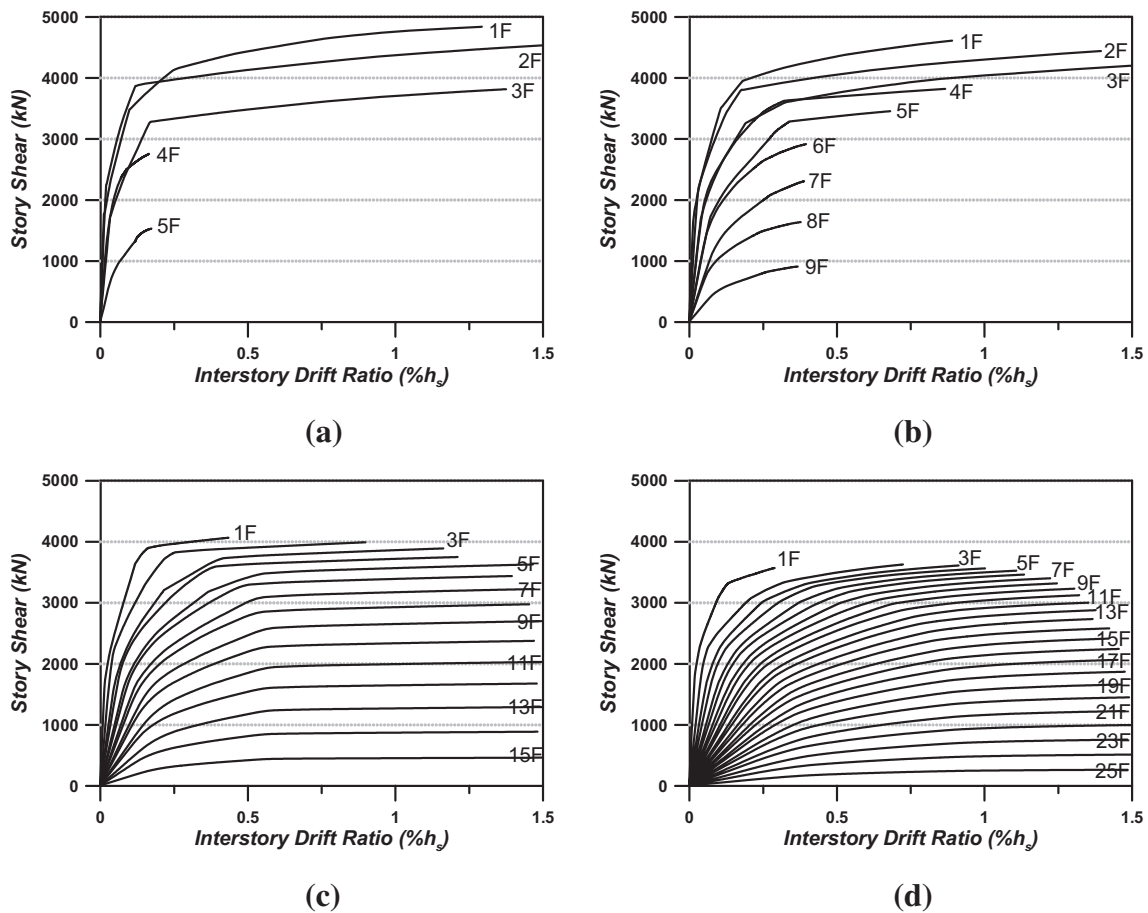 5000
4000
3000
2000
1000
0
Story Shear (kN)
1F
2F
3F
4F
5F
0 0.5 1 1.5
Interstory Drift Ratio (%hs)
(a)
5000
4000
3000
2000
1000
0
Story Shear (kN)
1F
2F
3F
4F
5F
6F
7F
8F
9F
0 0.5 1 1.5
Interstory Drift Ratio (%hs)
(b)
5000
4000
3000
2000
1000
0
Story Shear (kN)
1F
3F
5F
7F
9F
11F
13F
15F
0 0.5 1 1.5
Interstory Drift Ratio (%hs)
(c)
5000
4000
3000
2000
1000
0
Story Shear (kN)
1F
3F
5F
7F
9F
11F
13F
15F
17F
19F
21F
23F
25F
0 0.5 1 1.5
Interstory Drift Ratio (%hs)
(d)